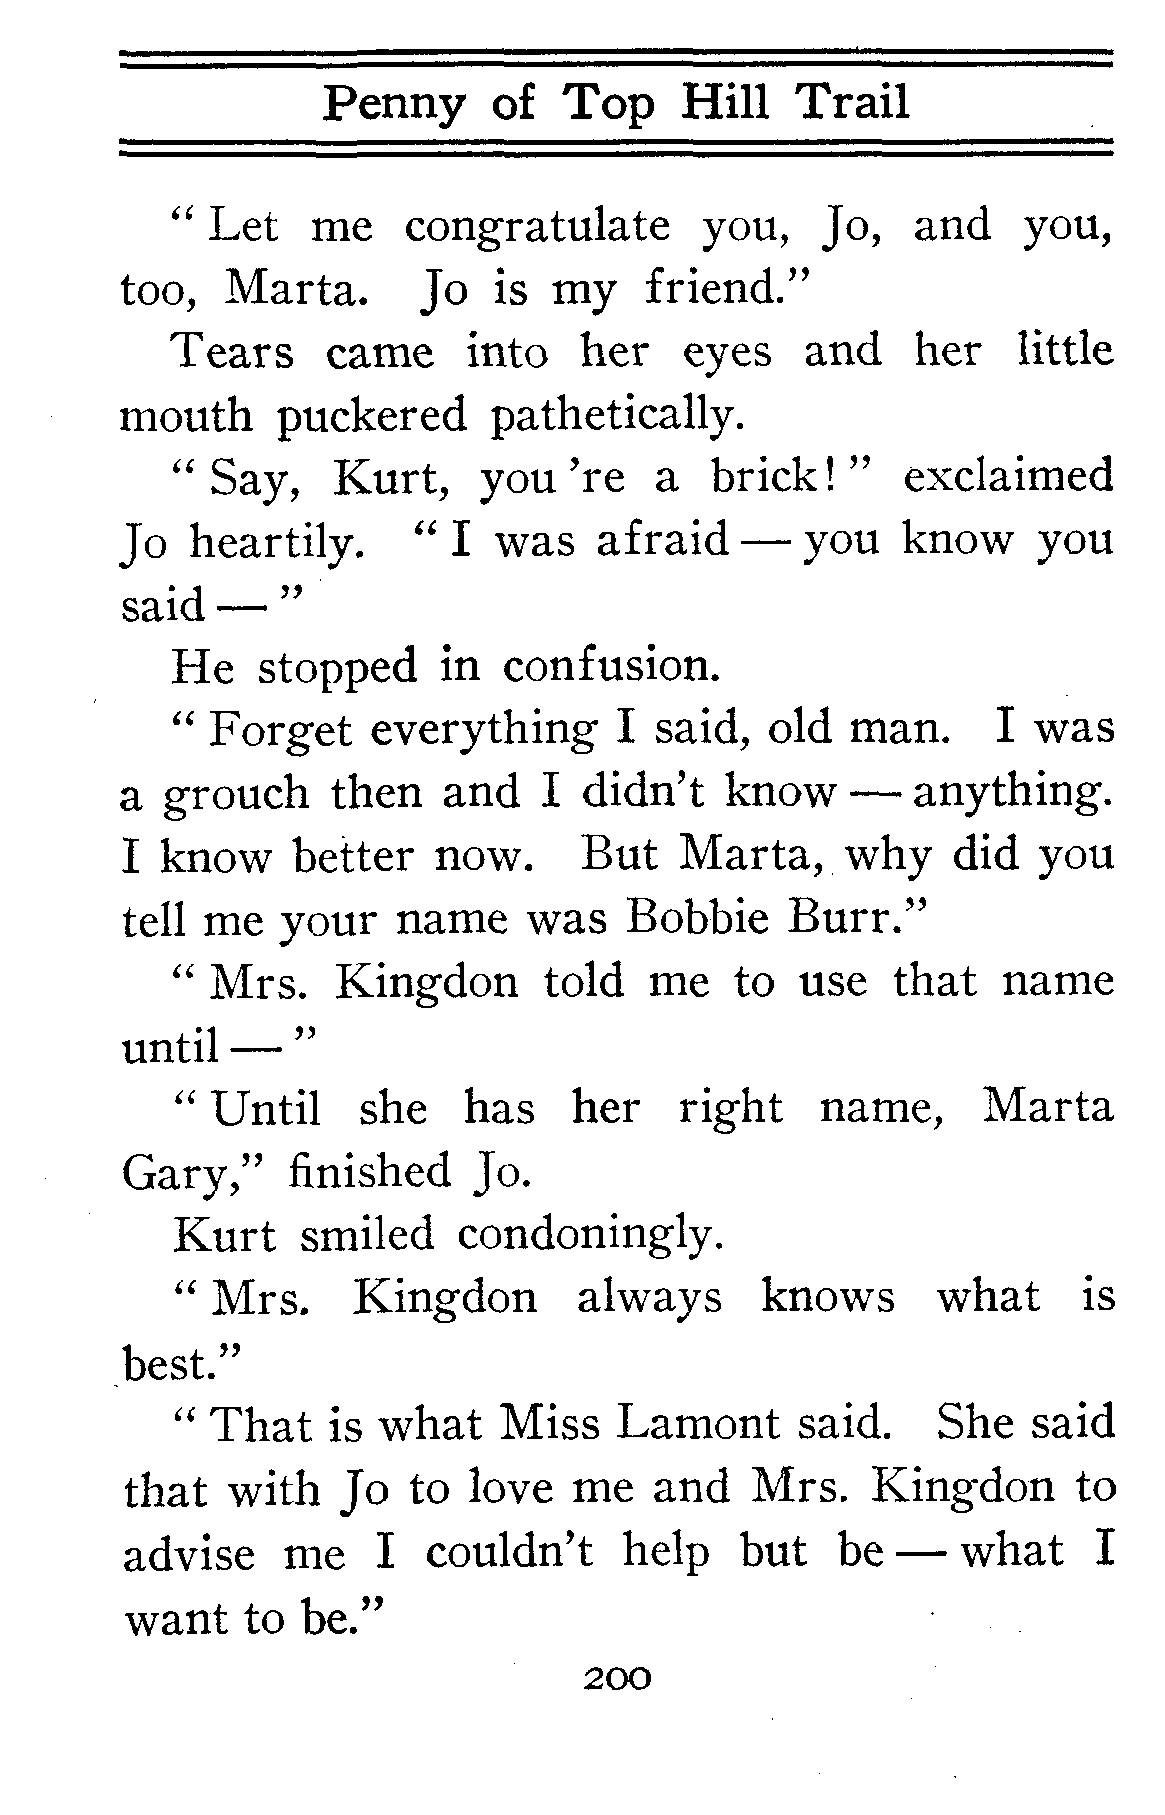 Penny of Top Hill Trail
“ Let me congratulate you, Jo, and you,
too, Marta. Jo is my friend.”
Tears came into her eyes and her little
mouth puckered pathetically.
“ Say, Kurt, you ’re a brick! ” exclaimed
Jo heartily. “ I was afraid — you know you
said — ”
He stopped in confusion.
“ Forget everything I said, old man. I was
a grouch then and I didn’t know — anything.
I know better now. But Marta, why did you
tell me your name was Bobbie Burr.”
“ Mrs. Kingdon told me to use that name
until — ”
“ Until she has her right name, Marta
Gary,” finished Jo.
Kurt smiled condoningly.
“ Mrs. Kingdon always knows what is
best.”
“ That is what Miss Lamont said. She said
that with Jo to love me and Mrs. Kingdon to
advise me I couldn’t help but be — what I
want to be.”
200